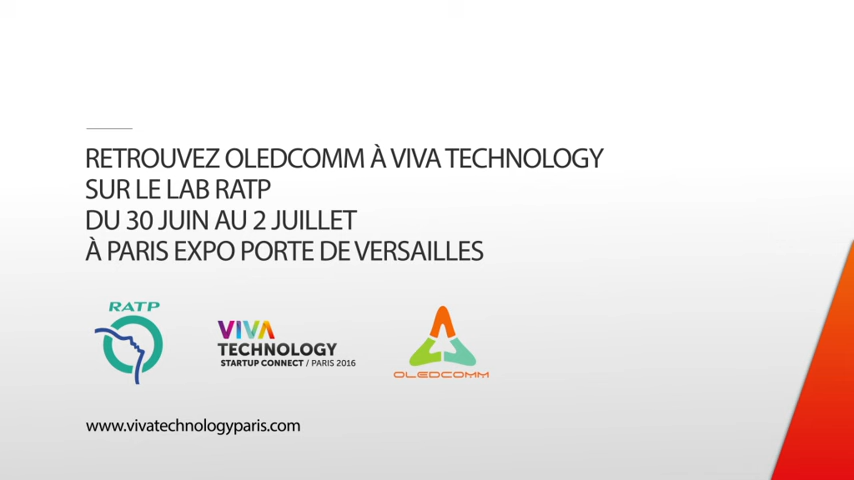 RETROUVEZ OLEDCOMM À VIVA TECHNOLOGY
SUR LE LAB RATP
DU 30 JUIN AU 2 JUILLET
À PARIS EXPO PORTE DE VERSAILLES
RATP
VIVA
TECHNOLOGY
STARTUP CONNECT / PARIS 2016
OLEDCOMM
www.vivatechnologyparis.com